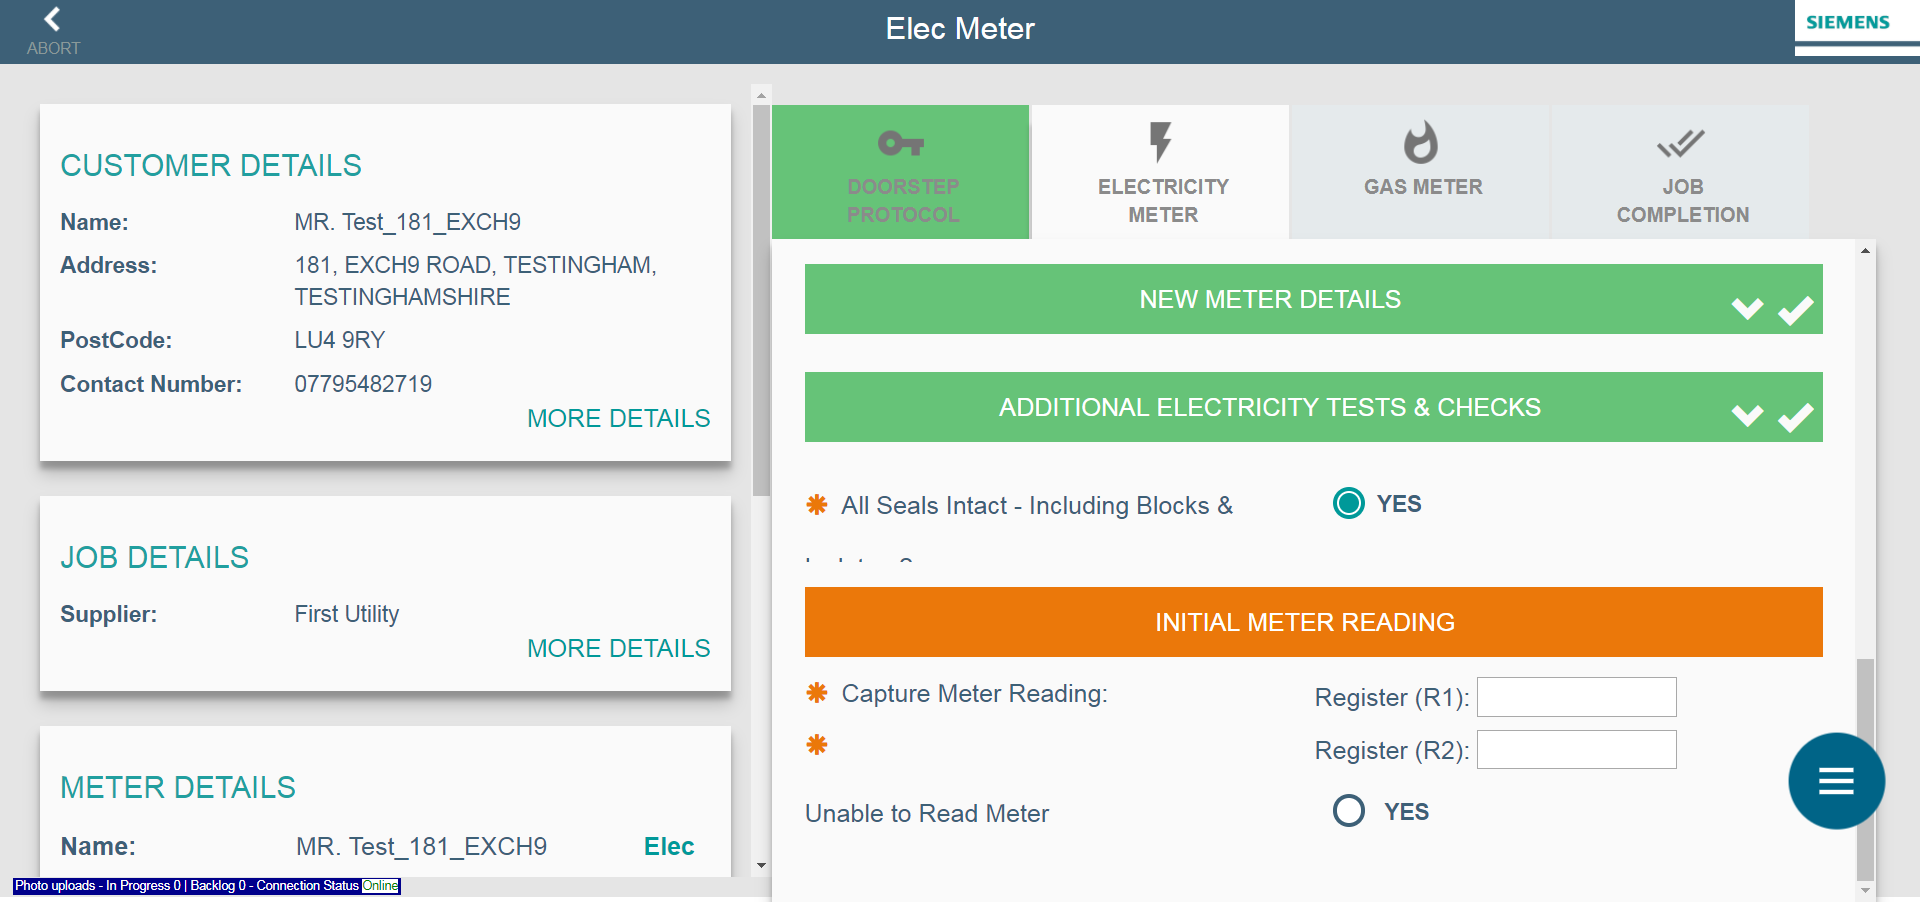 ABORT
Elec Meter
SIEMENS
CUSTOMER DETAILS
Name: MR. Test_181_EXCH9
Address: 181, EXCH9 ROAD, TESTINGHAM,
TESTINGHAMSHIRE
PostCode: LU4 9RY
Contact Number: 07795482719
MORE DETAILS
JOB DETAILS
Supplier: First Utility
MORE DETAILS
METER DETAILS
Name: MR. Test_181_EXCH9 Elec
Photo uploads - In Progress 0 | Backlog 0 - Connection Status Online
DOORSTEP
PROTOCOL
ELECTRICITY
METER
GAS METER
JOB
COMPLETION
NEW METER DETAILS
ADDITIONAL ELECTRICITY TESTS & CHECKS
All Seals Intact - Including Blocks & YES
INITIAL METER READING
Capture Meter Reading: Register (R1):
Register (R2):
Unable to Read Meter YES